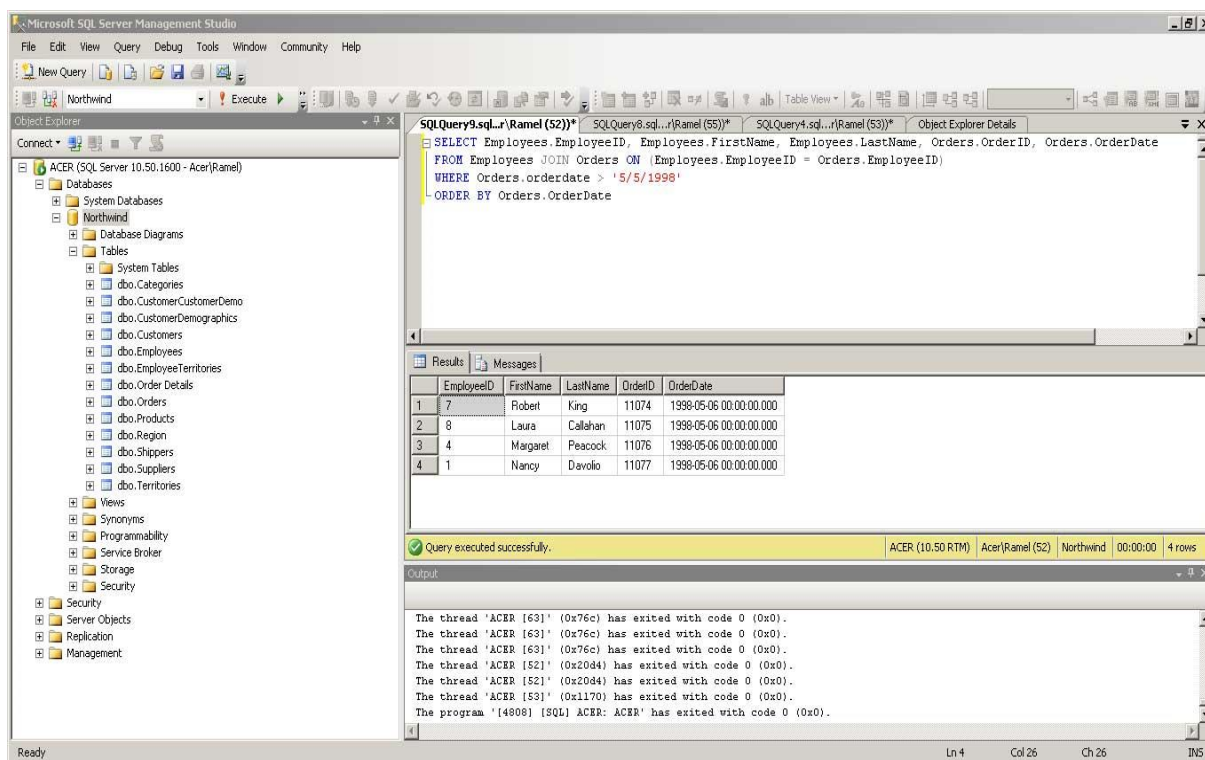 Microsoft SQL Server Management Studio
File Edit View Query Debug Tools Window Community Help
New Query
Northwind Execute Table View
Object Explorer
Connect
ACER (SQL Server 10.50.1600 - Acer\Ramel)
Databases
System Databases
Northwind
Database Diagrams
Tables
System Tables
dbo.Categories
dbo.CustomerCustomerDemo
dbo.CustomerDemographics
dbo.Customers
dbo.Employees
dbo.EmployeeTerritories
dbo.Order Details
dbo.Orders
dbo.Products
dbo.Region
dbo.Shippers
dbo.Suppliers
dbo.Territories
Views
Synonyms
Programmability
Service Broker
Storage
Security
Security
Server Objects
Replication
Management
SQLQuery9.sql...r\Ramel (52))* SQLQuery8.sql...r\Ramel (55))* SQLQuery4.sql...r\Ramel (53))* Object Explorer Details
SELECT Employees.EmployeeID, Employees.FirstName, Employees.LastName, Orders.OrderID, Orders.OrderDate
FROM Employees JOIN Orders ON (Employees.EmployeeID = Orders.EmployeeID)
WHERE Orders.orderdate > '5/5/1998'
ORDER BY Orders.OrderDate
Results Messages
EmployeeID FirstName LastName OrderID OrderDate
1 7 Robert King 11074 1998-05-06 00:00:00.000
2 8 Laura Callahan 11075 1998-05-06 00:00:00.000
3 4 Margaret Peacock 11076 1998-05-06 00:00:00.000
4 1 Nancy Davolio 11077 1998-05-06 00:00:00.000
Query executed successfully. ACER (10.50 RTM) Acer\Ramel (52) Northwind 00:00:00 4 rows
Output
The thread 'ACER [63]' (0x76c) has exited with code 0 (0x0).
The thread 'ACER [63]' (0x76c) has exited with code 0 (0x0).
The thread 'ACER [63]' (0x76c) has exited with code 0 (0x0).
The thread 'ACER [52]' (0x20d4) has exited with code 0 (0x0).
The thread 'ACER [52]' (0x20d4) has exited with code 0 (0x0).
The thread 'ACER [53]' (0x1170) has exited with code 0 (0x0).
The program '[4808] [SQL] ACER: ACER' has exited with code 0 (0x0).
Ready Ln 4 Col 26 Ch 26 INS